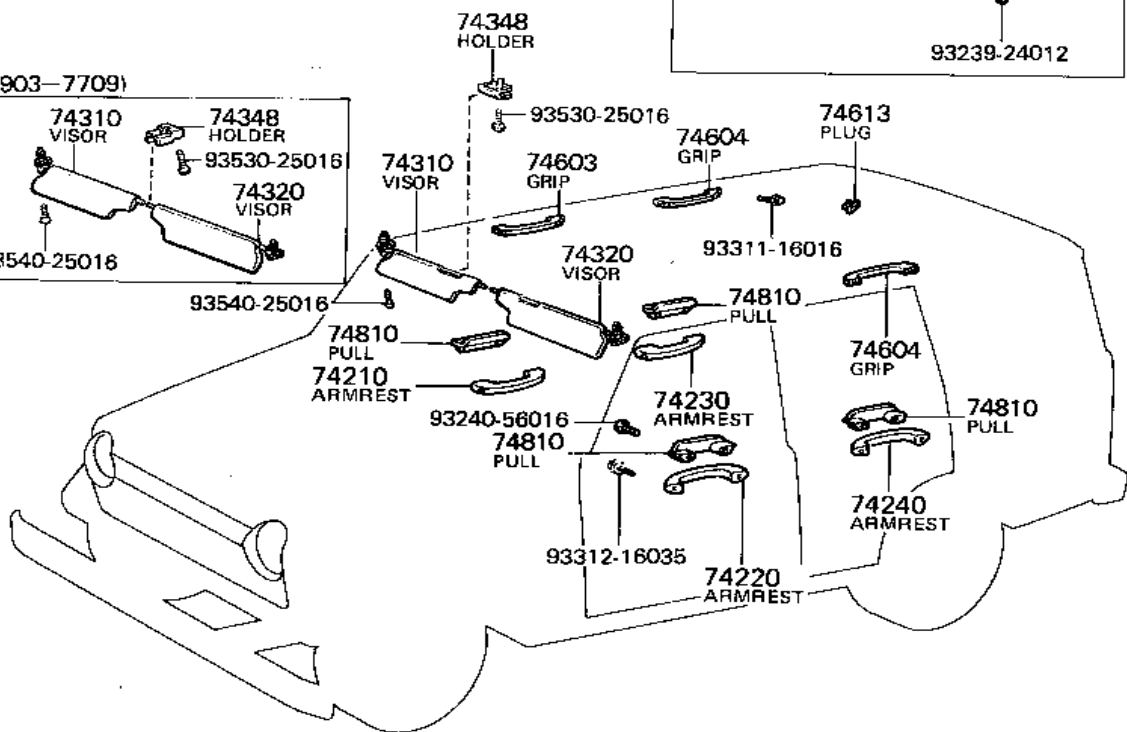 74348
HOLDER
93239-24012
903-7709)
74310
VISOR
74348
HOLDER
93530-25016
93530-25016
74320
VISOR
540-25016
74310
VISOR
74603
GRIP
74604
GRIP
74613
PLUG
93311-16016
74320
VISOR
93540-25016
74810
PULL
74810
PULL
74210
ARMREST
74604
GRIP
93240-56016
74230
ARMREST
74810
PULL
74810
PULL
74240
ARMREST
93312-16035
74220
ARMREST